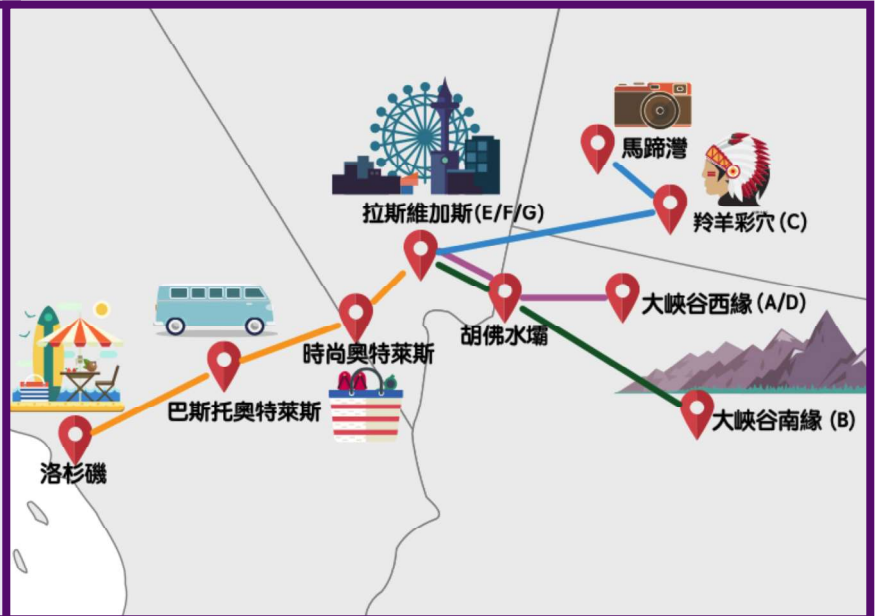 馬蹄灣
拉斯維加斯(E/F/G)
羚羊彩穴(C)
大峽谷西緣(A/D)
胡佛水壩
時尚奧特萊斯
巴斯托奧特萊斯
大峽谷南緣 (B)
洛杉磯